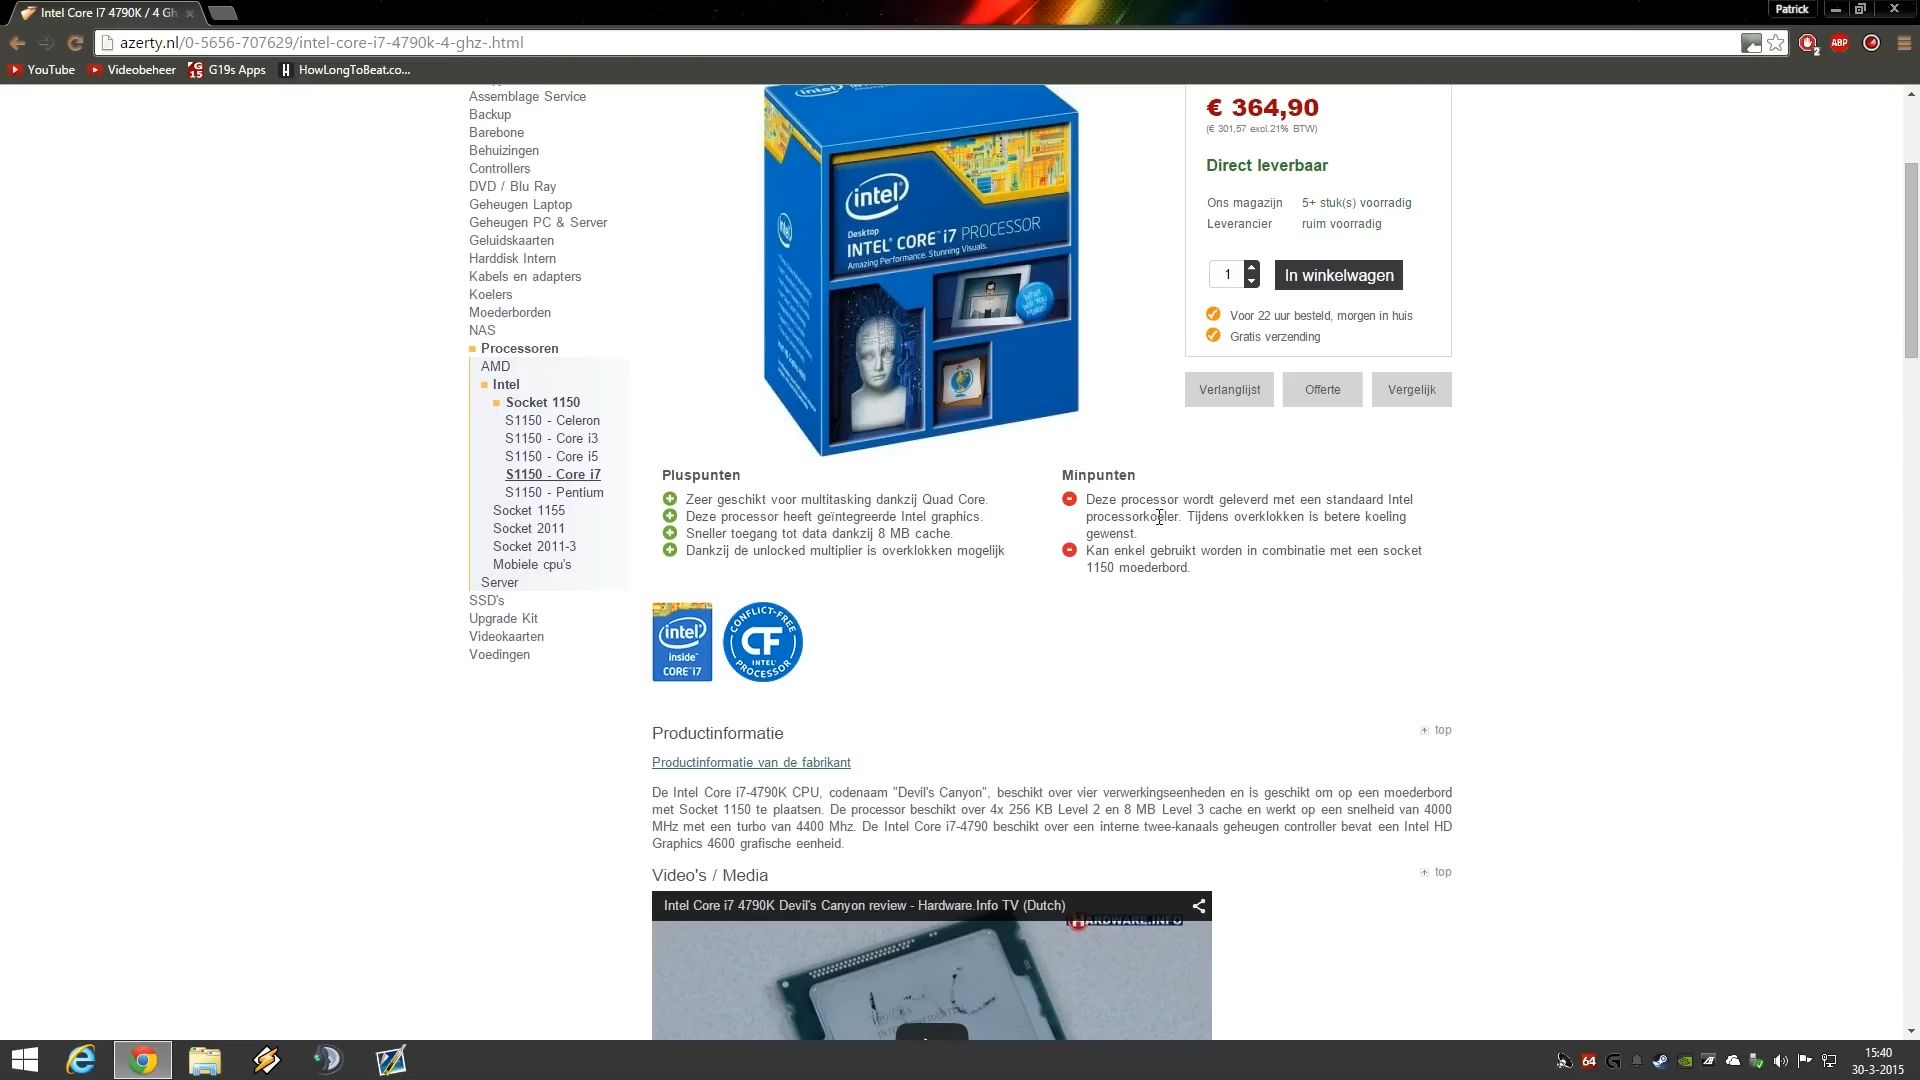 Intel Core I7 4790K / 4 Gh
Patrick
azerty.nl/0-5656-707629/intel-core-i7-4790k-4-ghz-.html
2
ABP
YouTube
Videobeheer
G19s Apps
HowLongToBeat.co...
Assemblage Service
Backup
Barebone
Behuizingen
Controllers
DVD / Blu Ray
Geheugen Laptop
Geheugen PC & Server
Geluidskaarten
Harddisk Intern
Kabels en adapters
Koelers
Moederborden
NAS
Processoren
AMD
Intel
Socket 1150
S1150 - Celeron
S1150 - Core i3
S1150 - Core i5
S1150 - Core i7
S1150 - Pentium
Socket 1155
Socket 2011
Socket 2011-3
Mobiele cpu's
Server
SSD's
Upgrade Kit
Videokaarten
Voedingen
intel
Desktop
INTEL® CORE™ i7 PROCESSOR
Amazing Performance. Stunning Visuals.
What will You Make?
€ 364,90
(€ 301,57 excl.21% BTW)
Direct leverbaar
Ons magazijn 5+ stuk(s) voorradig
Leverancier ruim voorradig
1
In winkelwagen
Voor 22 uur besteld, morgen in huis
Gratis verzending
Verlanglijst
Offerte
Vergelijk
Pluspunten
Zeer geschikt voor multitasking dankzij Quad Core.
Deze processor heeft geïntegreerde Intel graphics.
Sneller toegang tot data dankzij 8 MB cache.
Dankzij de unlocked multiplier is overklokken mogelijk
Minpunten
Deze processor wordt geleverd met een standaard Intel
processorkoeler. Tijdens overklokken is betere koeling
gewenst.
Kan enkel gebruikt worden in combinatie met een socket
1150 moederbord.
intel
inside™
CORE™i7
CONFLICT-FREE
CF
INTEL®
PROCESSOR
Productinformatie
top
Productinformatie van de fabrikant
De Intel Core i7-4790K CPU, codenaam "Devil's Canyon", beschikt over vier verwerkingseenheden en is geschikt om op een moederbord
met Socket 1150 te plaatsen. De processor beschikt over 4x 256 KB Level 2 en 8 MB Level 3 cache en werkt op een snelheid van 4000
MHz met een turbo van 4400 Mhz. De Intel Core i7-4790 beschikt over een interne twee-kanaals geheugen controller bevat een Intel HD
Graphics 4600 grafische eenheid.
Video's / Media
top
Intel Core i7 4790K Devil's Canyon review - Hardware.Info TV (Dutch)
HARDWARE.INFO
64
15:40
30-3-2015